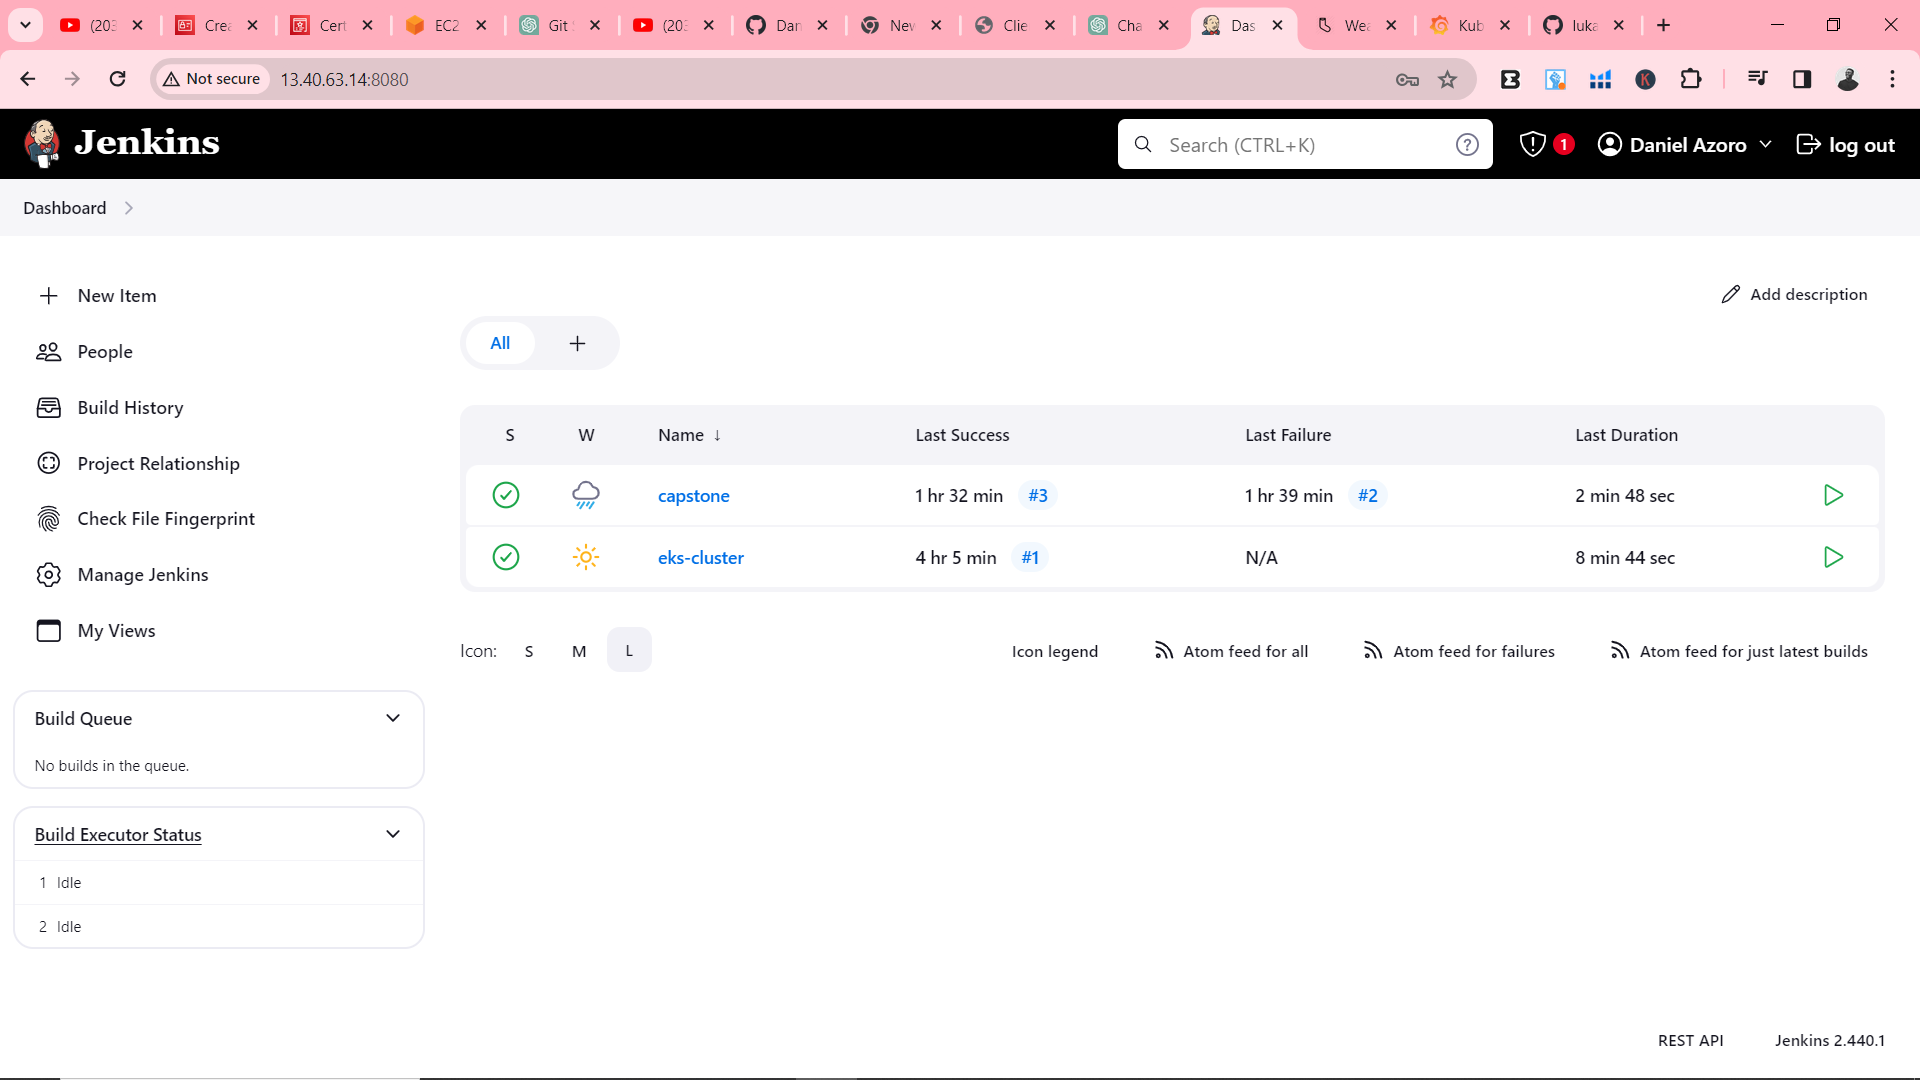 (203
Crea
Cert
EC2
Git S
(203
Dan
New
Clie
Cha
Das
Wea
Kub
luka
Not secure
13.40.63.14:8080
Jenkins
Search (CTRL+K)
1
Daniel Azoro
log out
Dashboard
New Item
People
Build History
Project Relationship
Check File Fingerprint
Manage Jenkins
My Views
Add description
All
S W Name ↓ Last Success Last Failure Last Duration
capstone 1 hr 32 min #3 1 hr 39 min #2 2 min 48 sec
eks-cluster 4 hr 5 min #1 N/A 8 min 44 sec
Icon: S M L
Icon legend
Atom feed for all
Atom feed for failures
Atom feed for just latest builds
Build Queue
No builds in the queue.
Build Executor Status
1 Idle
2 Idle
REST API
Jenkins 2.440.1